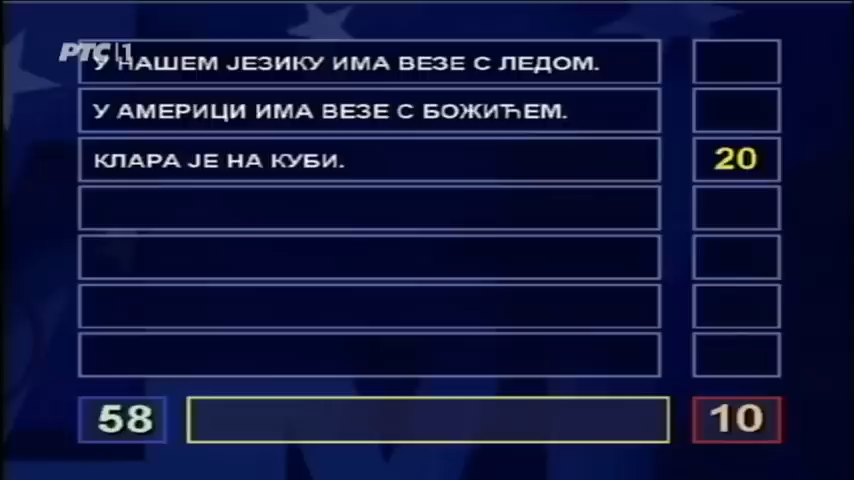 РТС 1
У НАШЕМ ЈЕЗИКУ ИМА ВЕЗЕ С ЛЕДОМ.
У АМЕРИЦИ ИМА ВЕЗЕ С БОЖИЋЕМ.
КЛАРА ЈЕ НА КУБИ. 20
58 10